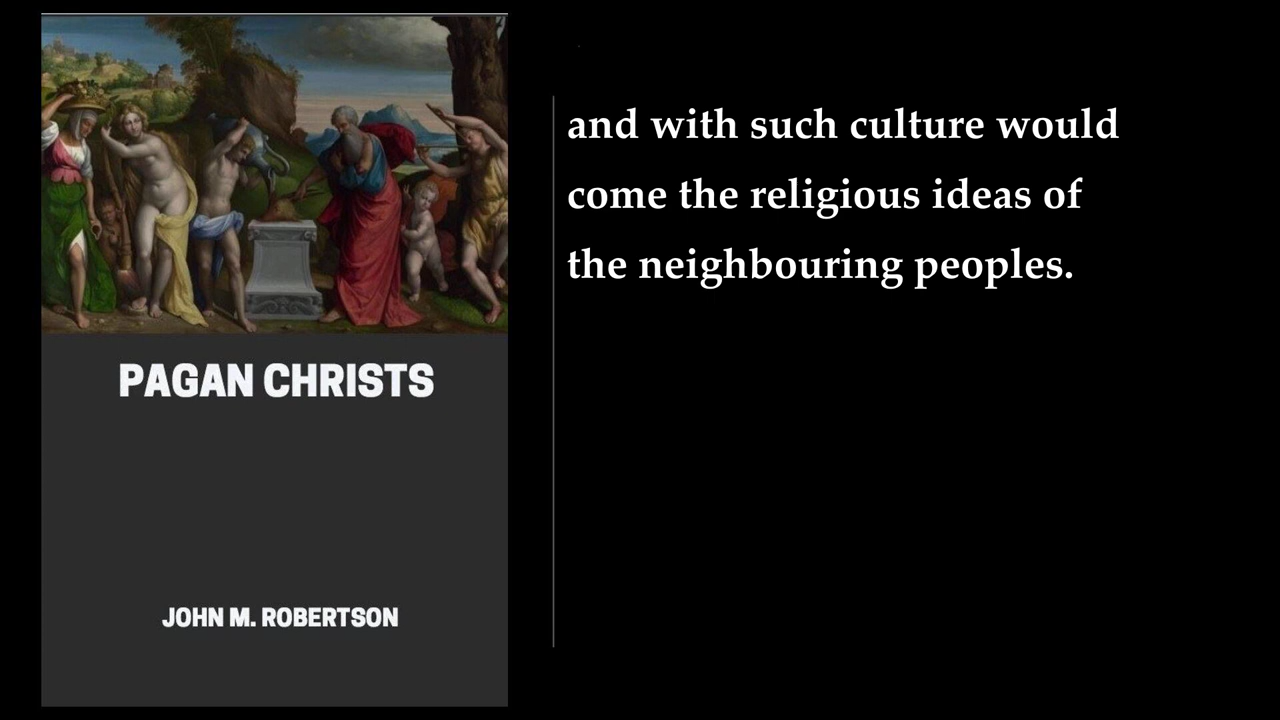 PAGAN CHRISTS
JOHN M. ROBERTSON
and with such culture would
come the religious ideas of
the neighbouring peoples.